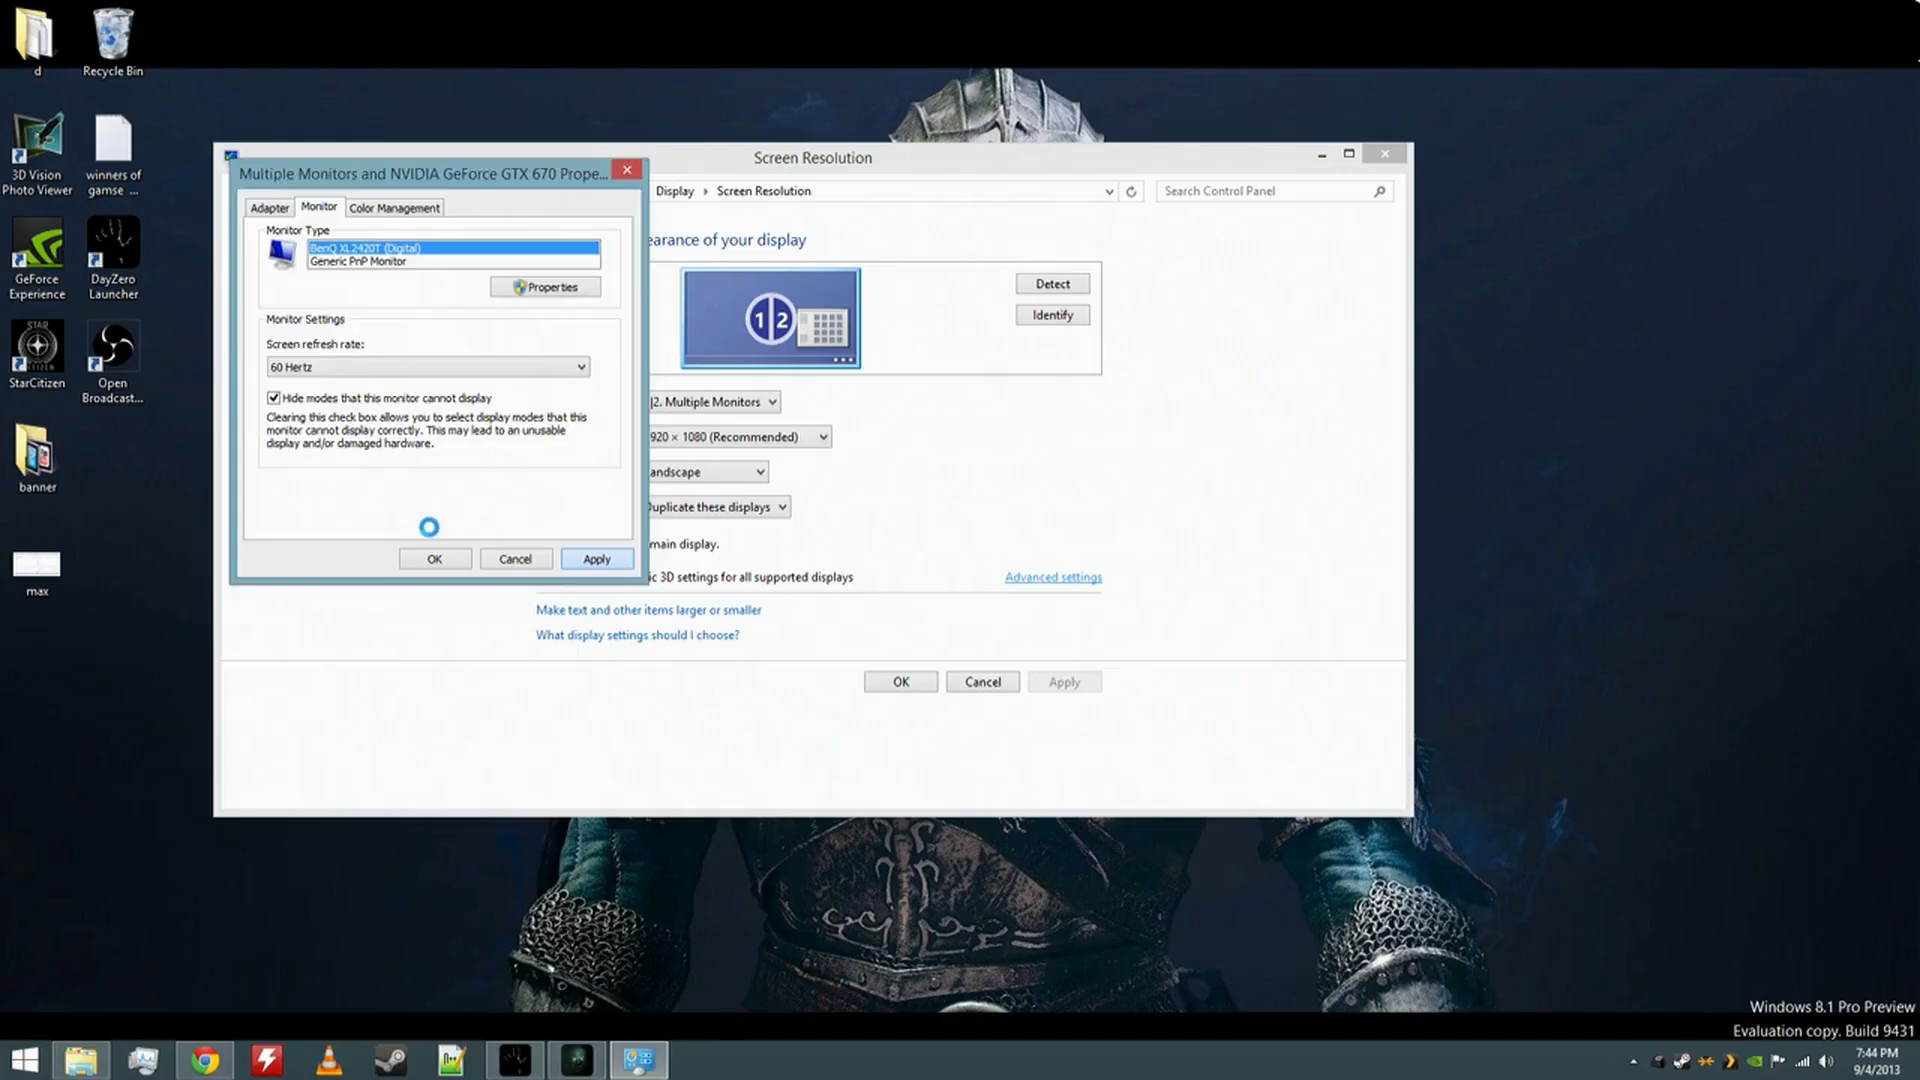 d
Recycle Bin
3D Vision
Photo Viewer
winners of
gamse ...
GeForce
Experience
DayZero
Launcher
STAR
CITIZEN
StarCitizen
Open
Broadcast...
banner
max
Screen Resolution
Display
Screen Resolution
Search Control Panel
earance of your display
1|2
Detect
Identify
|2. Multiple Monitors
920 × 1080 (Recommended)
andscape
Duplicate these displays
main display.
ic 3D settings for all supported displays
Advanced settings
Make text and other items larger or smaller
What display settings should I choose?
OK
Cancel
Apply
Multiple Monitors and NVIDIA GeForce GTX 670 Prope...
Adapter
Monitor
Color Management
Monitor Type
BenQ XL2420T (Digital)
Generic PnP Monitor
Properties
Monitor Settings
Screen refresh rate:
60 Hertz
Hide modes that this monitor cannot display
Clearing this check box allows you to select display modes that this
monitor cannot display correctly. This may lead to an unusable
display and/or damaged hardware.
OK
Cancel
Apply
Windows 8.1 Pro Preview
Evaluation copy. Build 9431
7:44 PM
9/4/2013